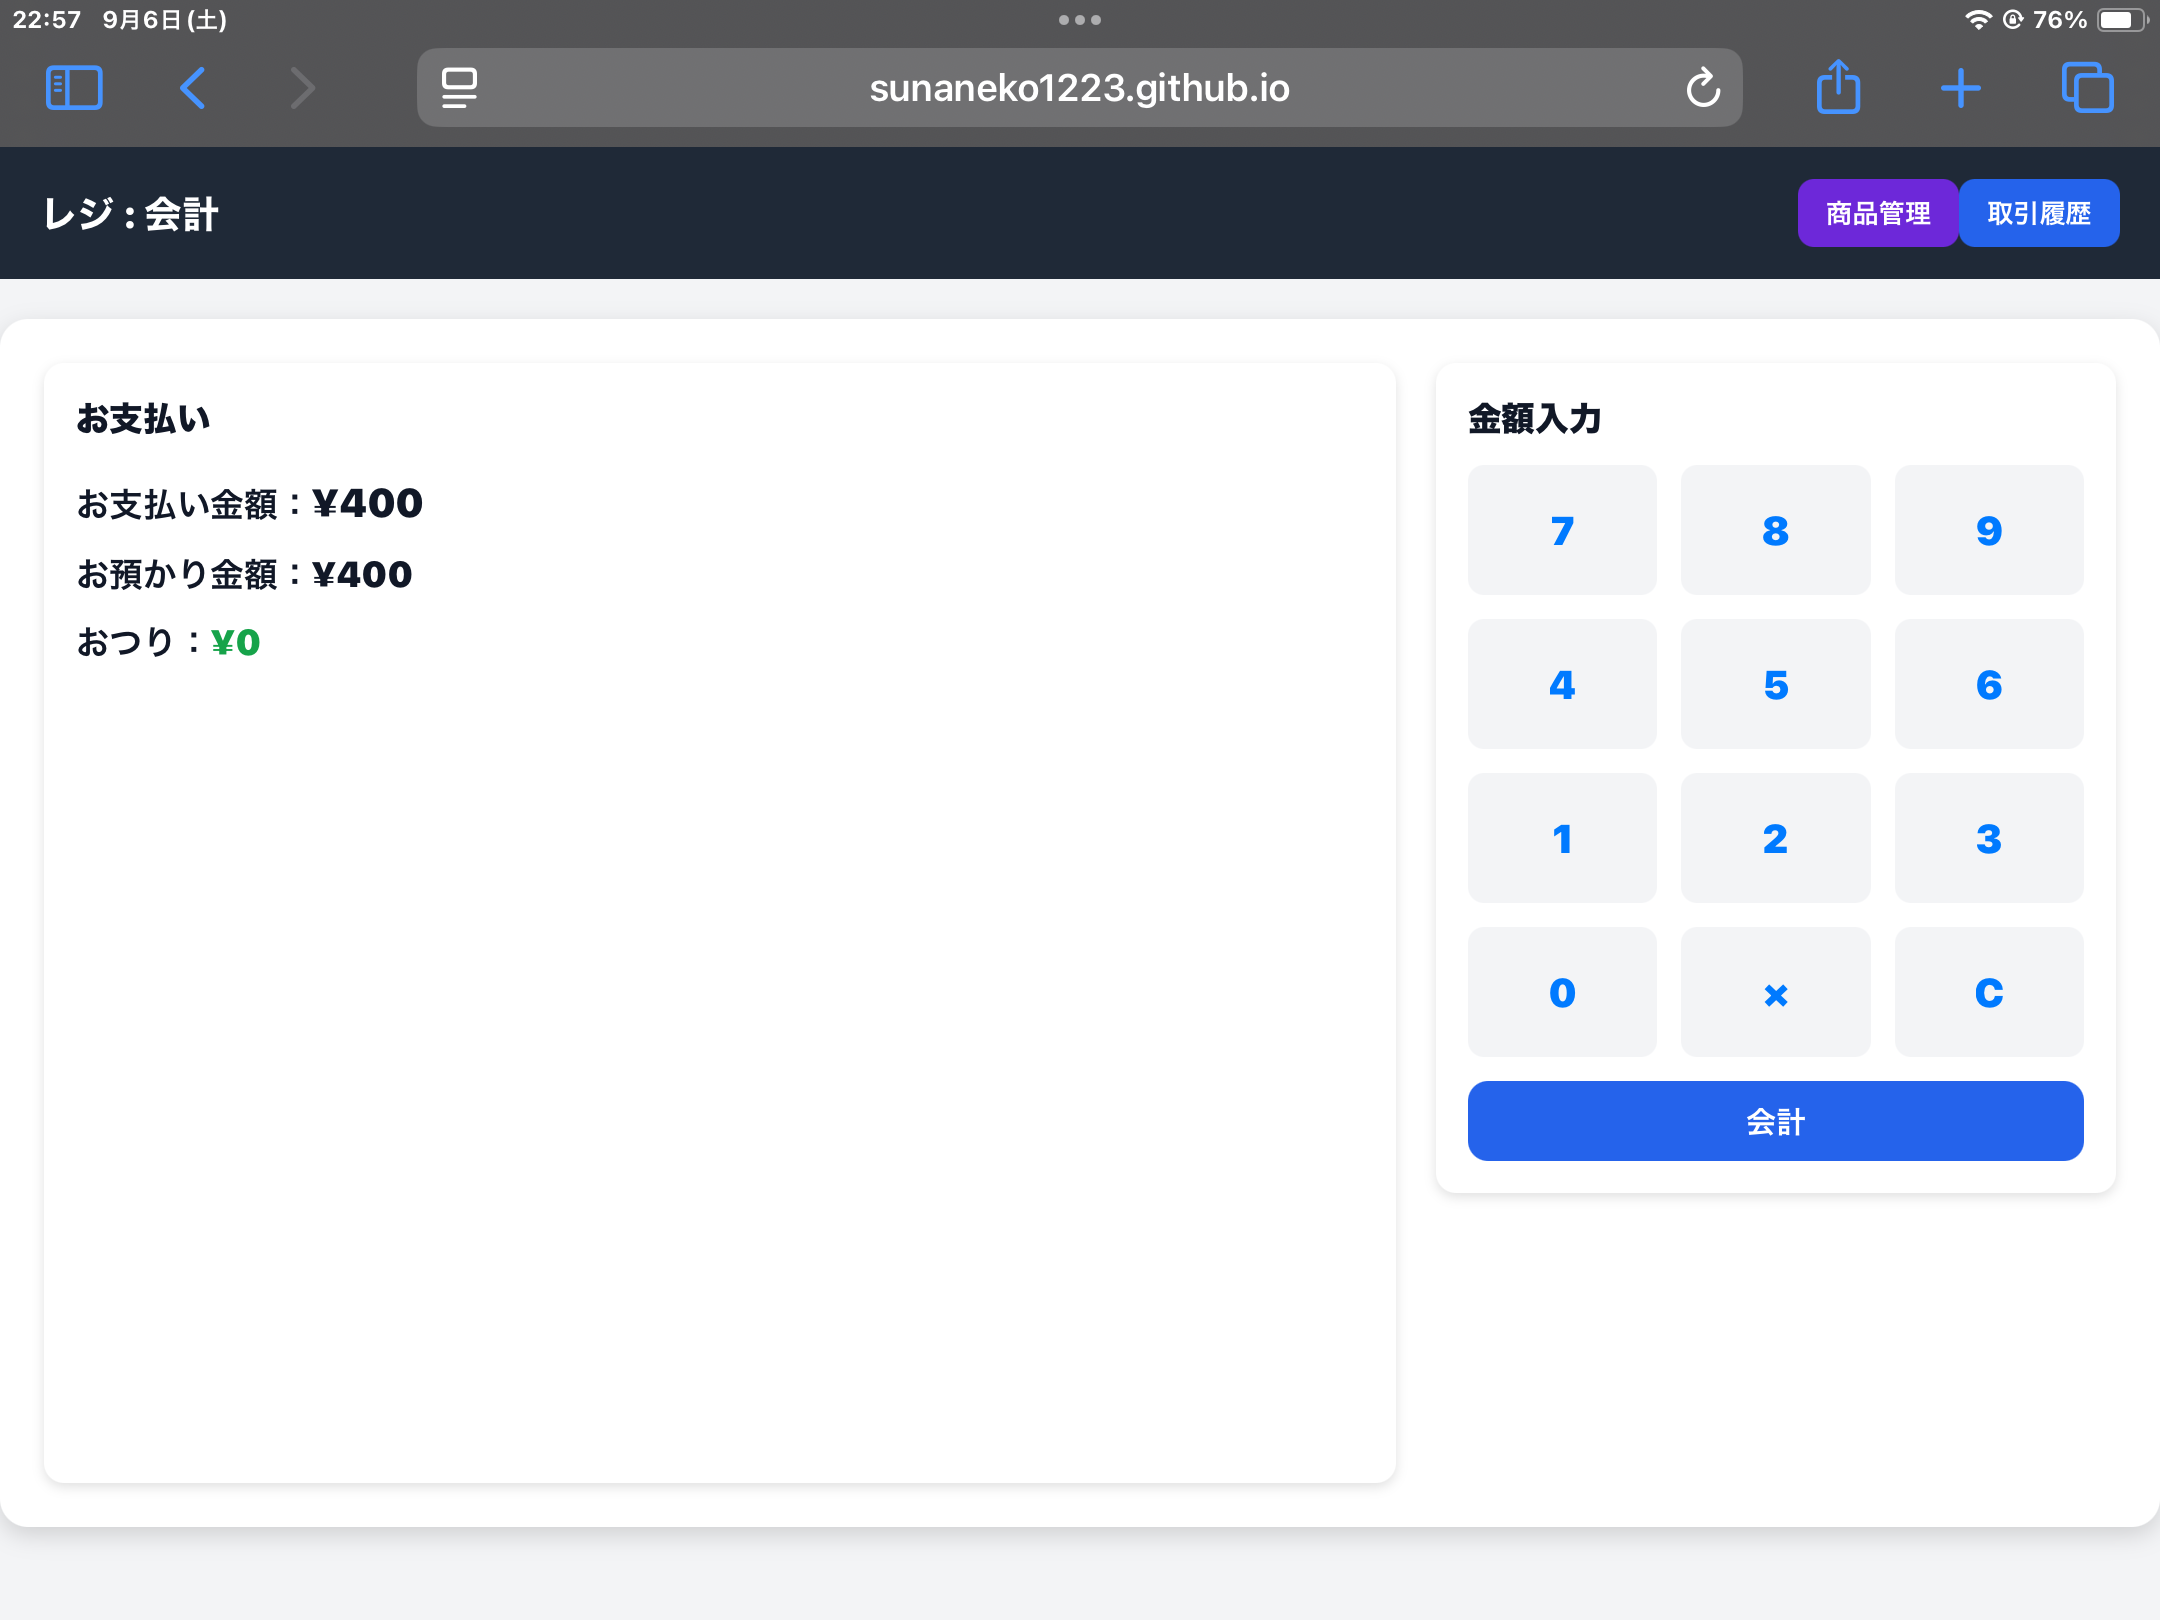 22:57 9月6日(土)
76%
sunaneko1223.github.io
レジ : 会計
商品管理
取引履歴
お支払い
お支払い金額：¥400
お預かり金額：¥400
おつり：¥0
金額入力
7 8 9
4 5 6
1 2 3
0 × C
会計